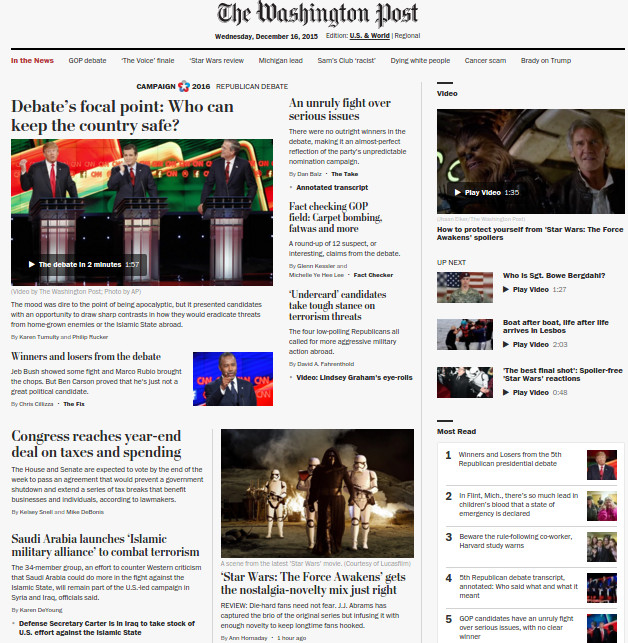 The Washington Post
Wednesday, December 16, 2015 Edition: U.S. & World | Regional
In the News GOP debate 'The Voice' finale 'Star Wars' review Michigan lead Sam's Club 'racist' Dying white people Cancer scam Brady on Trump
CAMPAIGN 2016 REPUBLICAN DEBATE
Debate's focal point: Who can
keep the country safe?
The debate in 2 minutes 1:57
(Video by The Washington Post, Photo by AP)
The mood was dire to the point of being apocalyptic, but it presented candidates
with an opportunity to draw sharp contrasts in how they would eradicate threats
from home-grown enemies or the Islamic State abroad.
By Karen Tumulty and Philip Rucker
Winners and losers from the debate
Jeb Bush showed some fight and Marco Rubio brought
the chops. But Ben Carson proved that he's just not a
great political candidate.
By Chris Cillizza • The Fix
An unruly fight over
serious issues
There were no outright winners in the
debate, making it an almost-perfect
reflection of the party's unpredictable
nomination campaign.
By Dan Balz • The Take
• Annotated transcript
Fact checking GOP
field: Carpet bombing,
fatwas and more
A round-up of 12 suspect, or
interesting, claims from the debate.
By Glenn Kessler and
Michelle Ye Hee Lee • Fact Checker
'Undercard' candidates
take tough stance on
terrorism threats
The four low-polling Republicans all
called for more aggressive military
action abroad.
By David A. Fahrenthold
• Video: Lindsey Graham's eye-rolls
Congress reaches year-end
deal on taxes and spending
The House and Senate are expected to vote by the end of the
week to pass an agreement that would prevent a government
shutdown and extend a series of tax breaks that benefit
businesses and individuals, according to lawmakers.
By Kelsey Snell and Mike DeBonis
Saudi Arabia launches 'Islamic
military alliance' to combat terrorism
The 34-member group, an effort to counter Western criticism
that Saudi Arabia could do more in the fight against the
Islamic State, will remain part of the U.S.-led campaign in
Syria and Iraq, officials said.
By Karen DeYoung
• Defense Secretary Carter is in Iraq to take stock of
U.S. effort against the Islamic State
A scene from the latest 'Star Wars' movie. (Courtesy of Lucasfilm)
'Star Wars: The Force Awakens' gets
the nostalgia-novelty mix just right
REVIEW: Die-hard fans need not fear. J.J. Abrams has
captured the brio of the original series but infusing it with
enough novelty to keep longtime fans hooked.
By Ann Hornaday • 1 hour ago
Video
Play Video 1:35
(The Washington Post)
How to protect yourself from 'Star Wars: The Force
Awakens' spoilers
UP NEXT
Who is Sgt. Bowe Bergdahl?
Play Video 1:27
Boat after boat, life after life
arrives in Lesbos
Play Video 2:03
'The best final shot': Spoiler-free
'Star Wars' reactions
Play Video 0:48
Most Read
1 Winners and Losers from the 5th
Republican presidential debate
2 In Flint, Mich., there's so much lead in
children's blood that a state of
emergency is declared
3 Beware the rule-following co-worker,
Harvard study warns
4 5th Republican debate transcript,
annotated: Who said what and what it
meant
5 GOP candidates have an unruly fight
over serious issues, with no clear
winner